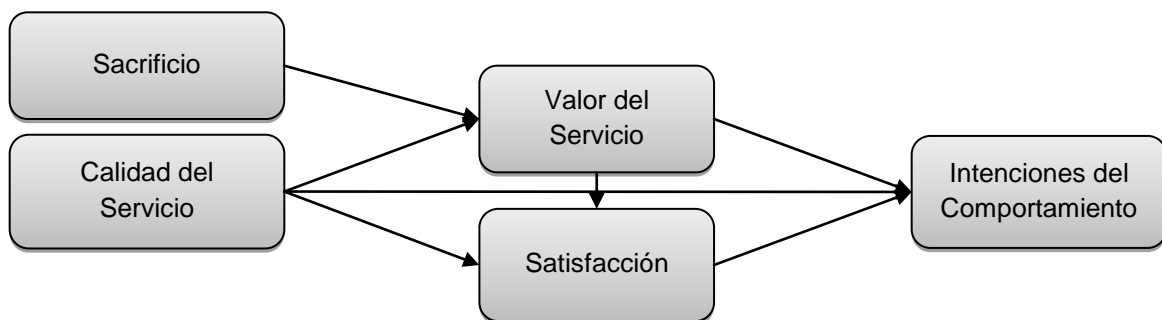 Sacrificio
Valor del
Servicio
Calidad del
Servicio
Intenciones del
Comportamiento
Satisfacción